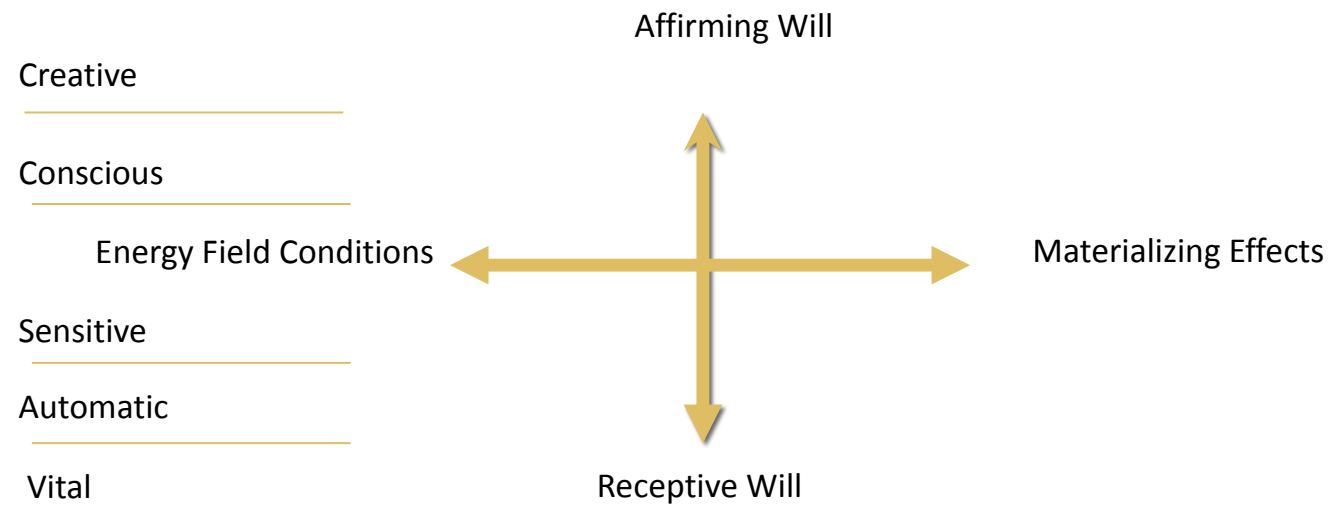 Affirming Will
Creative
Conscious
Energy Field Conditions
Materializing Effects
Sensitive
Automatic
Vital
Receptive Will